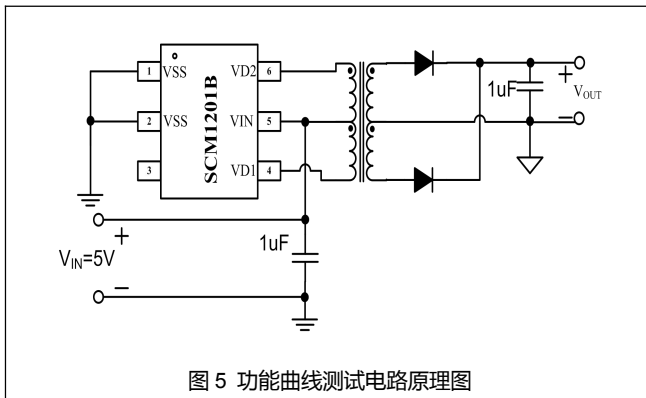 1 VSS VD2 6
2 VSS VIN 5
3 VD1 4
SCM1201B
1uF
+
VOUT
−
+
VIN=5V
−
1uF
图 5 功能曲线测试电路原理图